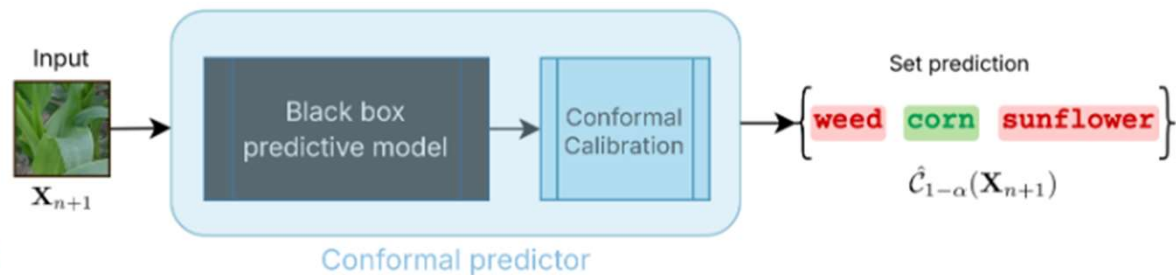 Input
X_{n+1}
Black box
predictive model
Conformal
Calibration
Conformal predictor
Set prediction
{weed corn sunflower}
Ĉ_{1−α}(X_{n+1})